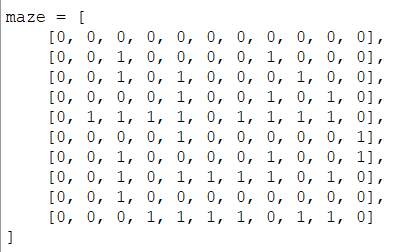 maze = [
    [0, 0, 0, 0, 0, 0, 0, 0, 0, 0],
    [0, 0, 1, 0, 0, 0, 0, 1, 0, 0, 0],
    [0, 0, 1, 0, 1, 0, 0, 0, 1, 0, 0],
    [0, 0, 0, 0, 1, 0, 0, 1, 0, 1, 0],
    [0, 1, 1, 1, 1, 0, 1, 1, 1, 1, 0],
    [0, 0, 0, 0, 1, 0, 0, 0, 0, 0, 1],
    [0, 0, 1, 0, 0, 0, 0, 1, 0, 0, 1],
    [0, 0, 1, 0, 1, 1, 1, 1, 0, 1, 0],
    [0, 0, 1, 0, 0, 0, 0, 0, 0, 0, 0],
    [0, 0, 0, 1, 1, 1, 1, 0, 1, 1, 0]
]